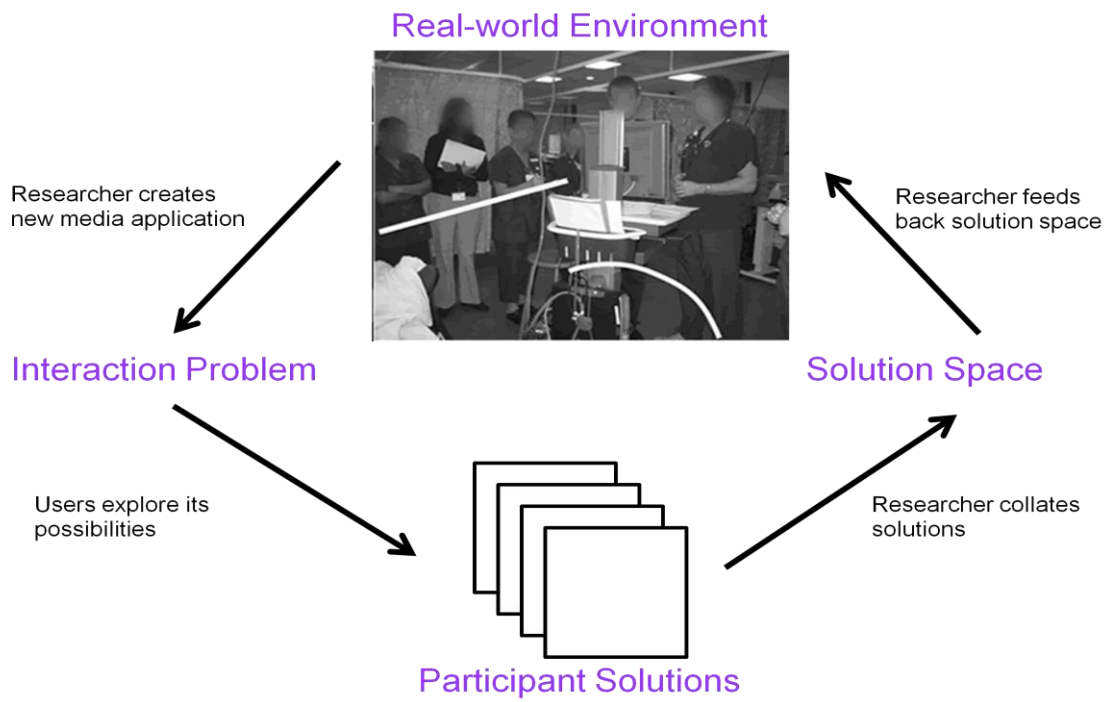 Real-world Environment
Researcher creates
new media application
Researcher feeds
back solution space
Interaction Problem
Solution Space
Users explore its
possibilities
Researcher collates
solutions
Participant Solutions